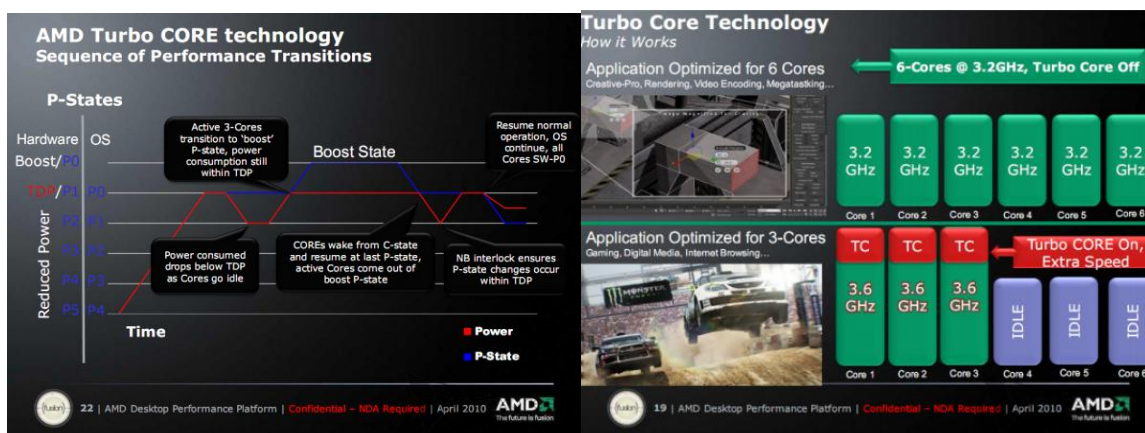 AMD Turbo CORE technology
Sequence of Performance Transitions
P-States
Hardware OS
Boost/P0
TDP/P1 P0
P2 P1
P3 P2
P4 P3
P5 P4
Reduced Power
Active 3-Cores
transition to 'boost'
P-state, power
consumption still
within TDP
Boost State
Resume normal
operation, OS
continue, all
Cores SW-P0
Power consumed
drops below TDP
as Cores go idle
COREs wake from C-state
and resume at last P-state,
active Cores come out of
boost P-state
NB interlock ensures
P-state changes occur
within TDP
Time
Power
P-State
fusion
22 | AMD Desktop Performance Platform | Confidential – NDA Required | April 2010
AMD
The future is fusion
Turbo Core Technology
How it Works
Application Optimized for 6 Cores
Creative-Pro, Rendering, Video Encoding, Megatastking...
6-Cores @ 3.2GHz, Turbo Core Off
3.2 GHz 3.2 GHz 3.2 GHz 3.2 GHz 3.2 GHz 3.2 GHz
Core 1 Core 2 Core 3 Core 4 Core 5 Core 6
Application Optimized for 3-Cores
Gaming, Digital Media, Internet Browsing...
MONSTER
TC TC TC
Turbo CORE On,
Extra Speed
3.6 GHz 3.6 GHz 3.6 GHz IDLE IDLE IDLE
Core 1 Core 2 Core 3 Core 4 Core 5 Core 6
fusion
19 | AMD Desktop Performance Platform | Confidential – NDA Required | April 2010
AMD
The future is fusion